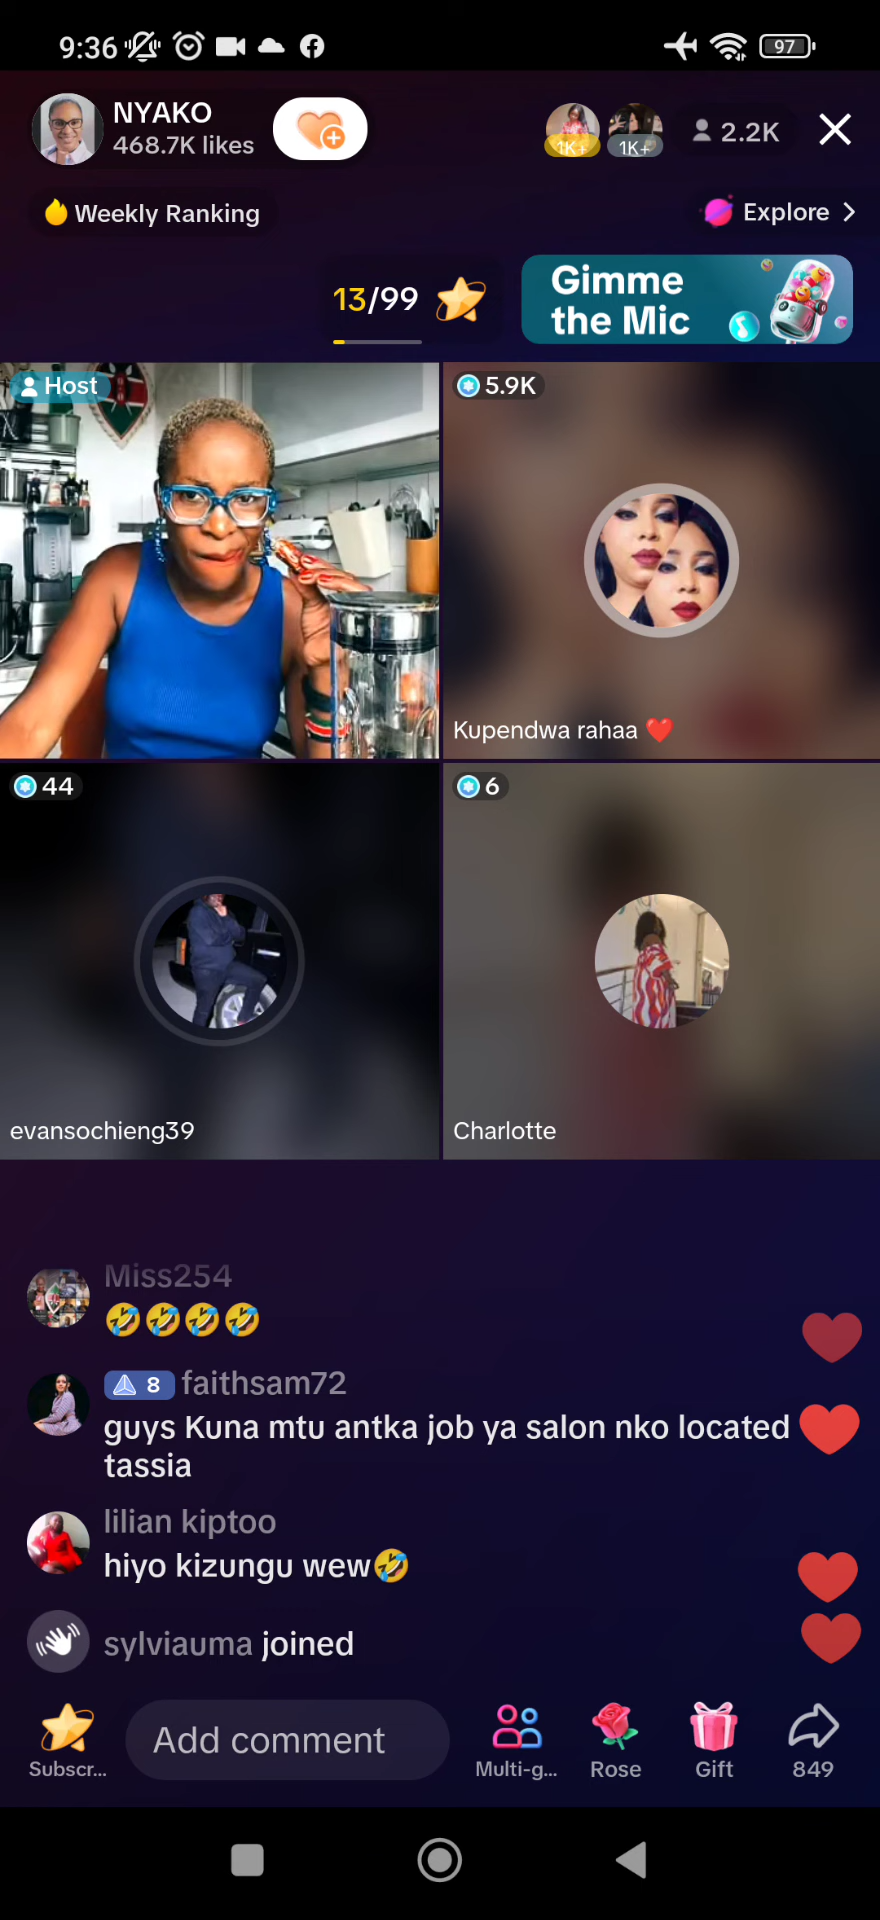 9:36
97
NYAKO
468.7K likes
1K+
1K+
2.2K
Weekly Ranking
Explore
13/99
Gimme
the Mic
Host
5.9K
Kupendwa rahaa ❤️
44
6
evansochieng39
Charlotte
Miss254
🤣🤣🤣🤣
8 faithsam72
guys Kuna mtu antka job ya salon nko located
tassia
lilian kiptoo
hiyo kizungu wew🤣
sylviauma joined
Add comment
Subscr...
Multi-g...
Rose
Gift
849